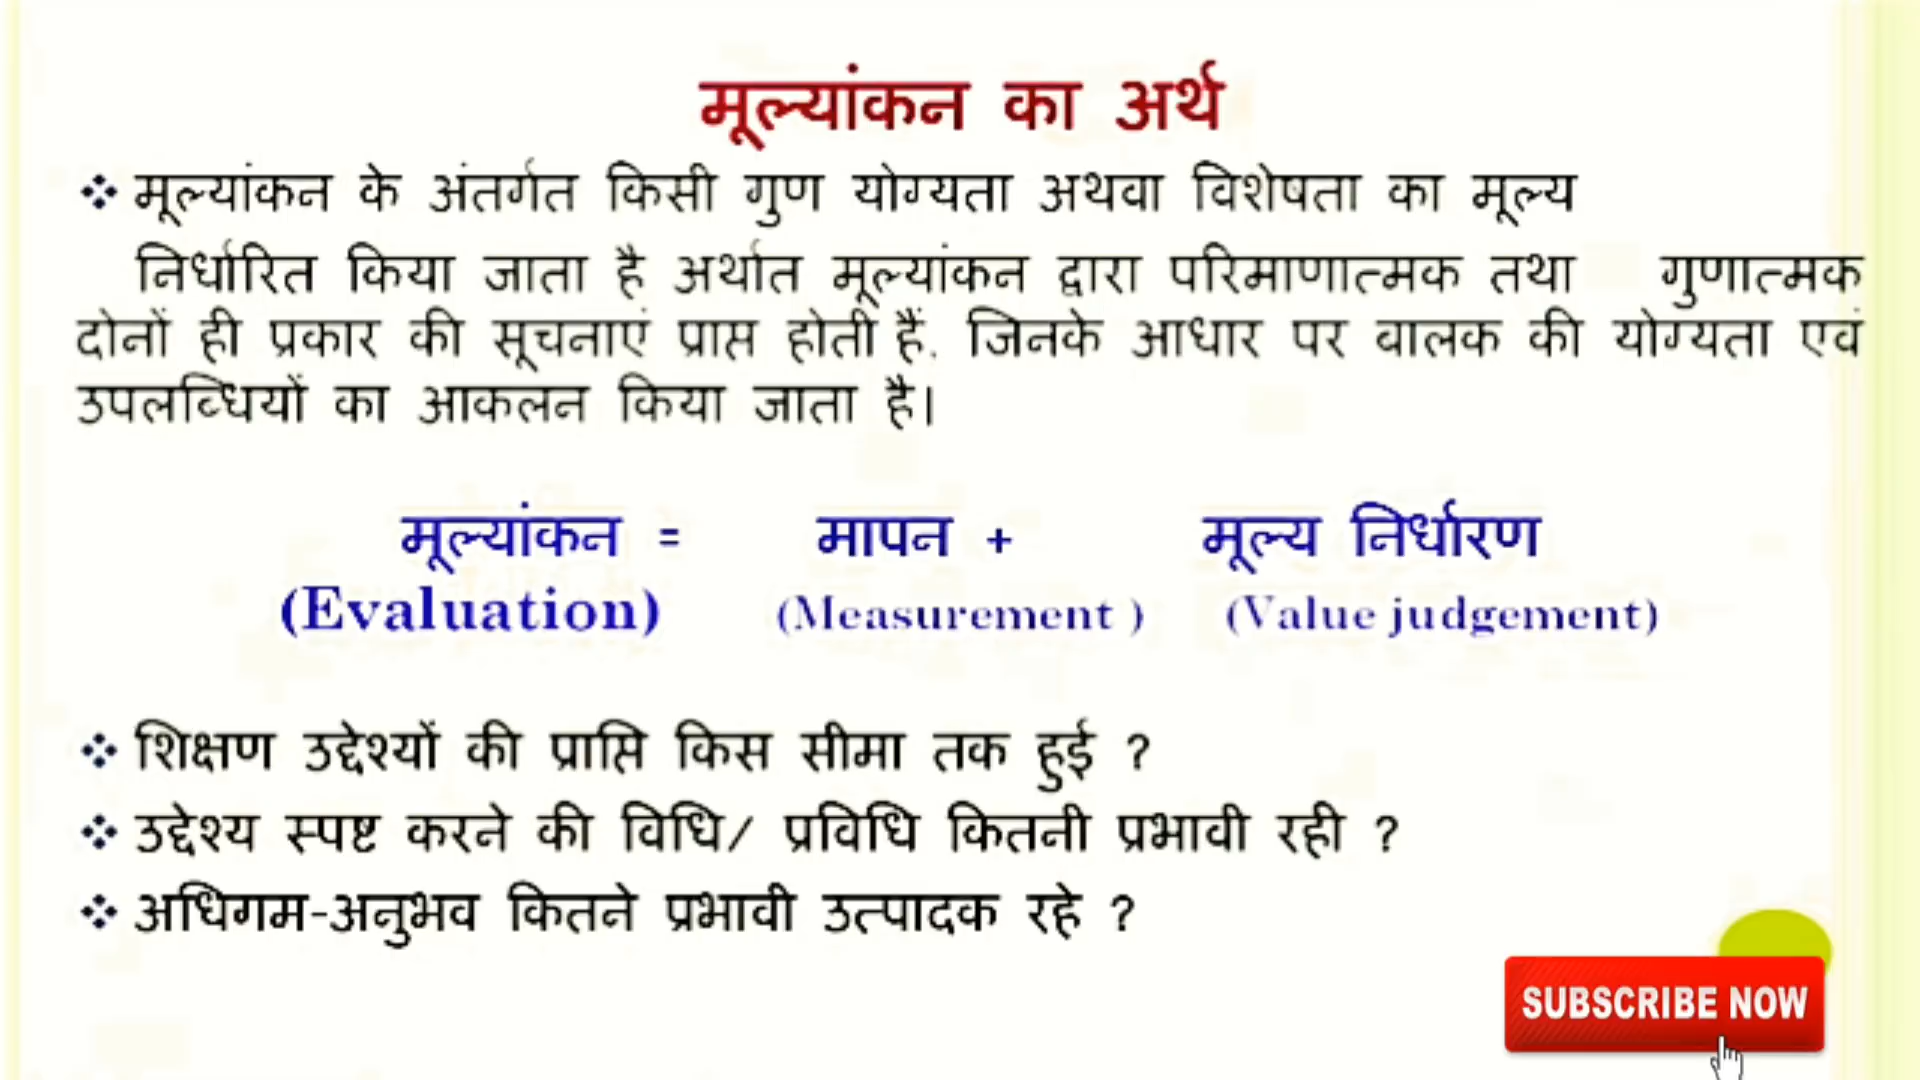 मूल्यांकन का अर्थ
मूल्यांकन के अंतर्गत किसी गुण योग्यता अथवा विशेषता का मूल्य
निर्धारित किया जाता है अर्थात मूल्यांकन द्वारा परिमाणात्मक तथा गुणात्मक
दोनों ही प्रकार की सूचनाएं प्राप्त होती हैं. जिनके आधार पर बालक की योग्यता एवं
उपलब्धियों का आकलन किया जाता है।
मूल्यांकन = मापन + मूल्य निर्धारण
(Evaluation) (Measurement ) (Value judgement)
शिक्षण उद्देश्यों की प्राप्ति किस सीमा तक हुई ?
उद्देश्य स्पष्ट करने की विधि/ प्रविधि कितनी प्रभावी रही ?
अधिगम-अनुभव कितने प्रभावी उत्पादक रहे ?
SUBSCRIBE NOW